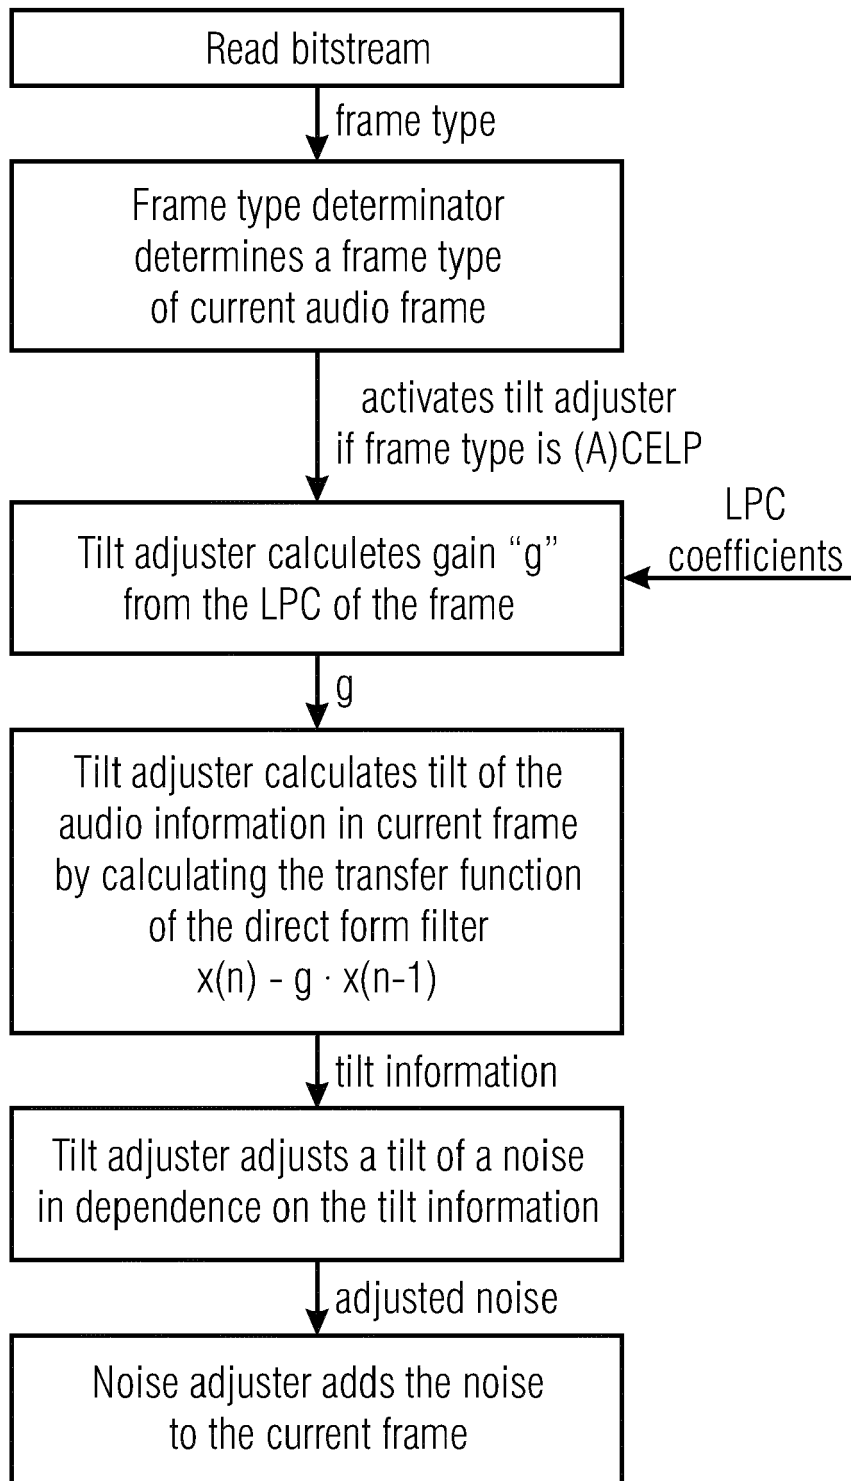 Read bitstream
frame type
Frame type determinator
determines a frame type
of current audio frame
activates tilt adjuster
if frame type is (A)CELP
LPC
coefficients
Tilt adjuster calculetes gain “g”
from the LPC of the frame
g
Tilt adjuster calculates tilt of the
audio information in current frame
by calculating the transfer function
of the direct form filter
x(n) - g · x(n-1)
tilt information
Tilt adjuster adjusts a tilt of a noise
in dependence on the tilt information
adjusted noise
Noise adjuster adds the noise
to the current frame